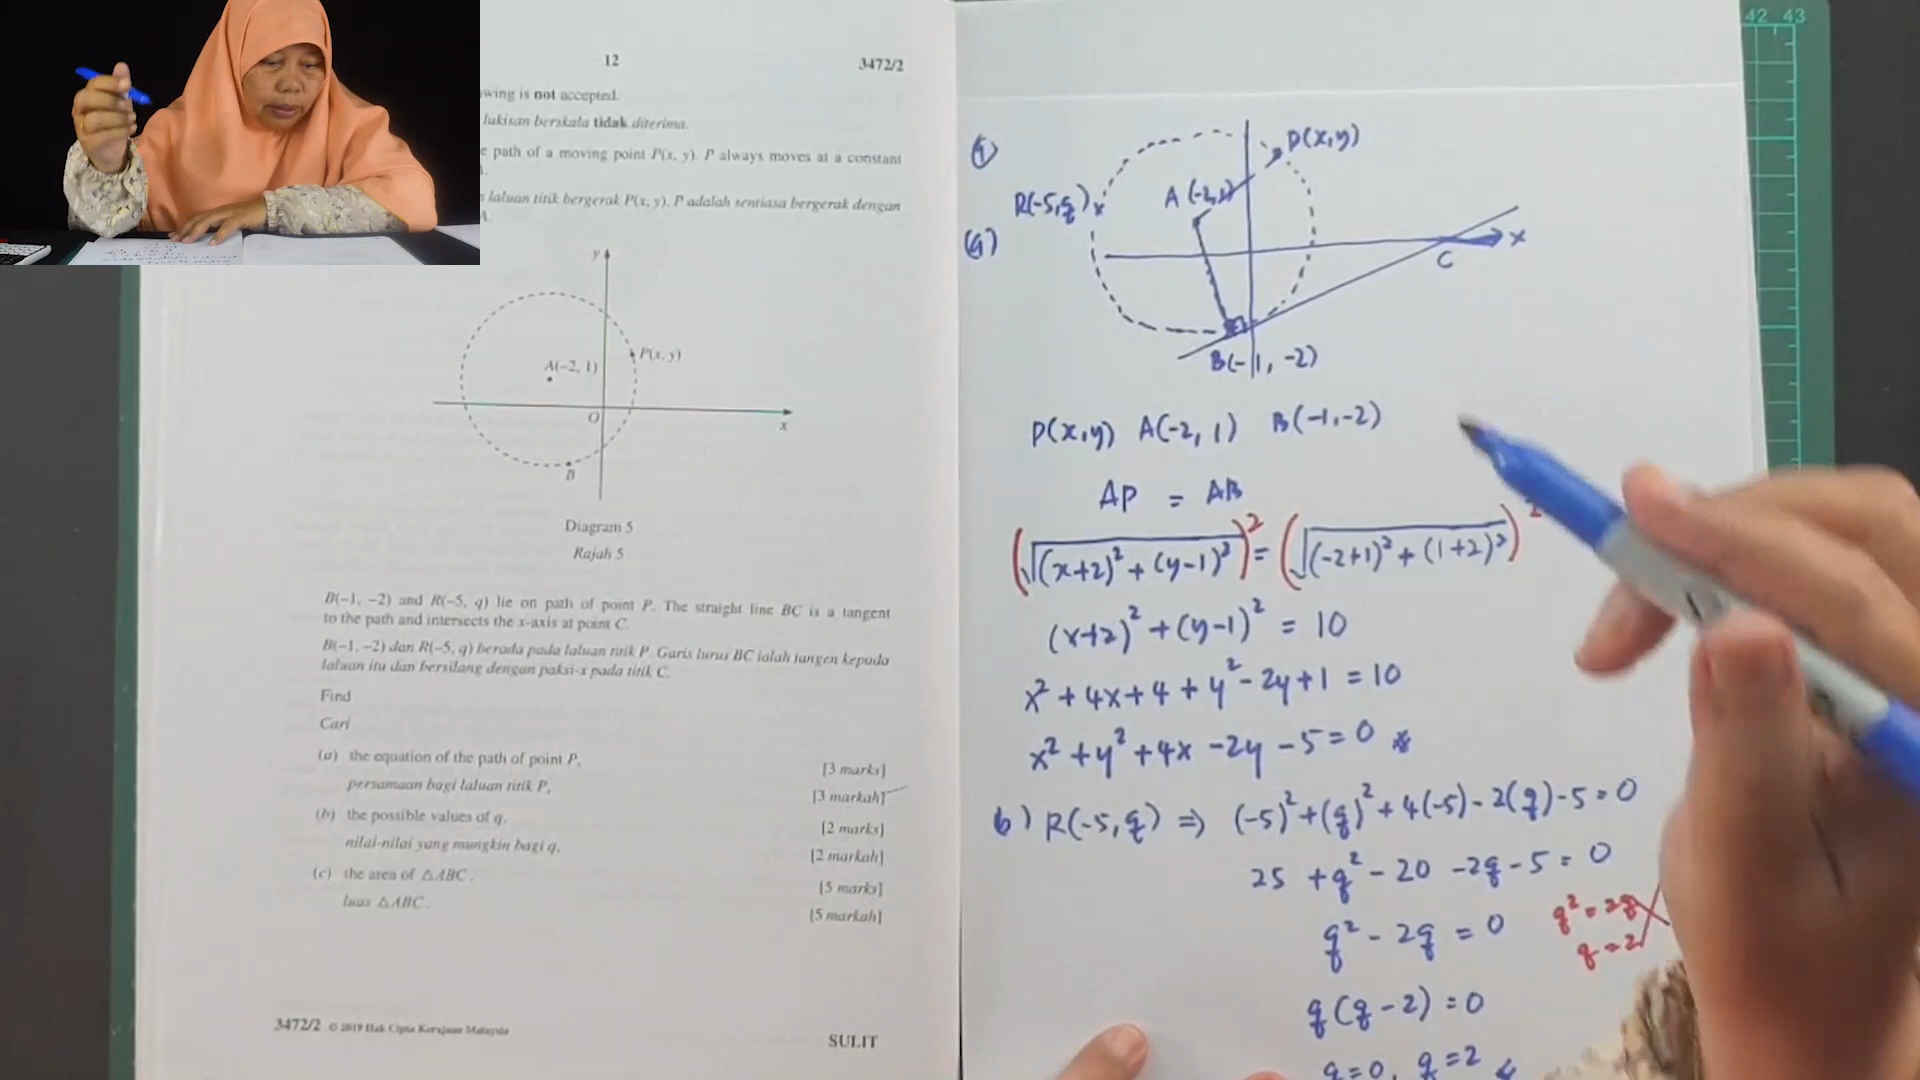 12
3472/2
wing is not accepted.
lukisan berskala tidak diterima.
path of a moving point P(x, y). P always moves at a constant
laluan titik bergerak P(x, y). P adalah sentiasa bergerak dengan
y
P(x, y)
A(−2, 1)
O
x
B
Diagram 5
Rajah 5
B(−1, −2) and R(−5, q) lie on path of point P. The straight line BC is a tangent
to the path and intersects the x-axis at point C.
B(−1, −2) dan R(−5, q) berada pada laluan titik P. Garis lurus BC ialah tangen kepada
laluan itu dan bersilang dengan paksi-x pada titik C.
Find
Cari
(a) the equation of the path of point P,
[3 marks]
persamaan bagi laluan titik P,
[3 markah]
(b) the possible values of q,
[2 marks]
nilai-nilai yang mungkin bagi q,
[2 markah]
(c) the area of △ABC.
[5 marks]
luas △ABC.
[5 markah]
3472/2 © 2019 Hak Cipta Kerajaan Malaysia
SULIT
42 43
P(x,y)
R(-5,q)
A(-2,1)
(a)
x
C
B(-1, -2)
P(x,y) A(-2, 1) B(-1,-2)
AP = AB
(√(x+2)² + (y-1)²)² = (√(-2+1)² + (1+2)²)²
(x+2)² + (y-1)² = 10
x² + 4x + 4 + y² - 2y + 1 = 10
x² + y² + 4x - 2y - 5 = 0
b) R(-5, q) ⇒ (-5)² + (q)² + 4(-5) - 2(q) - 5 = 0
25 + q² - 20 - 2q - 5 = 0
q² - 2q = 0
q² = 2q
q = 2
q(q - 2) = 0
q = 0, q = 2